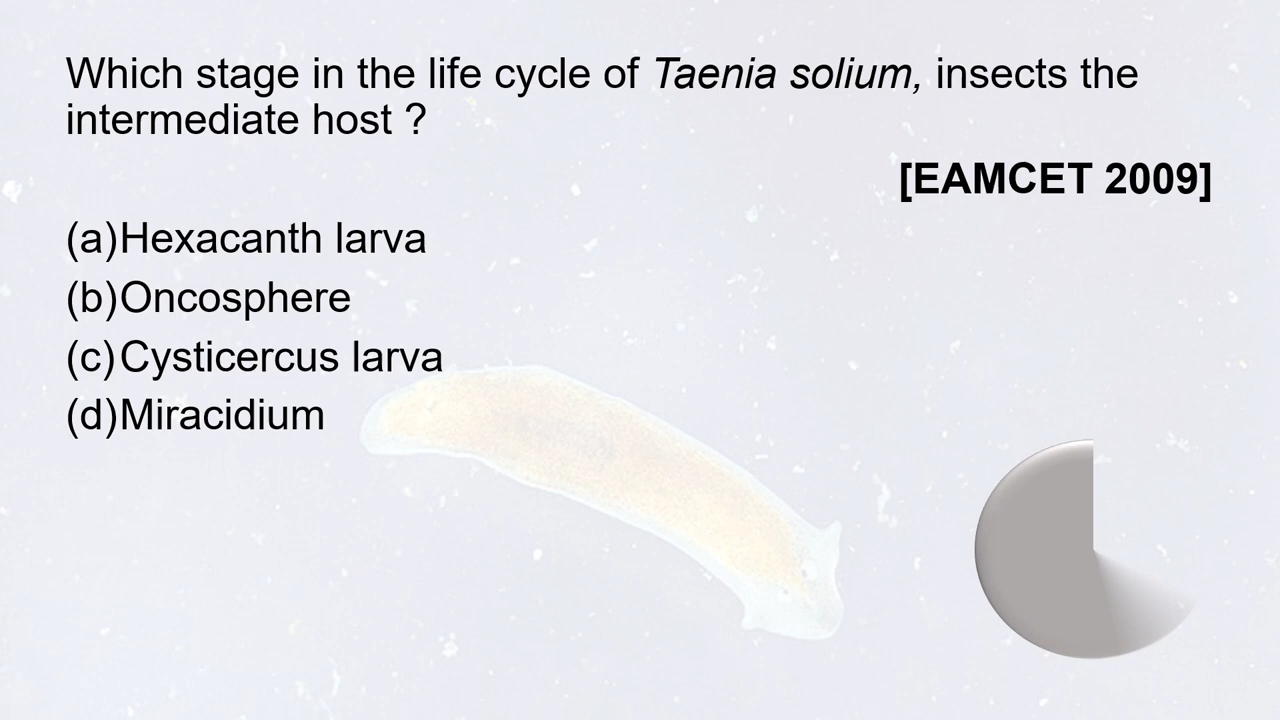 Which stage in the life cycle of Taenia solium, insects the
intermediate host ?
[EAMCET 2009]
(a)Hexacanth larva
(b)Oncosphere
(c)Cysticercus larva
(d)Miracidium